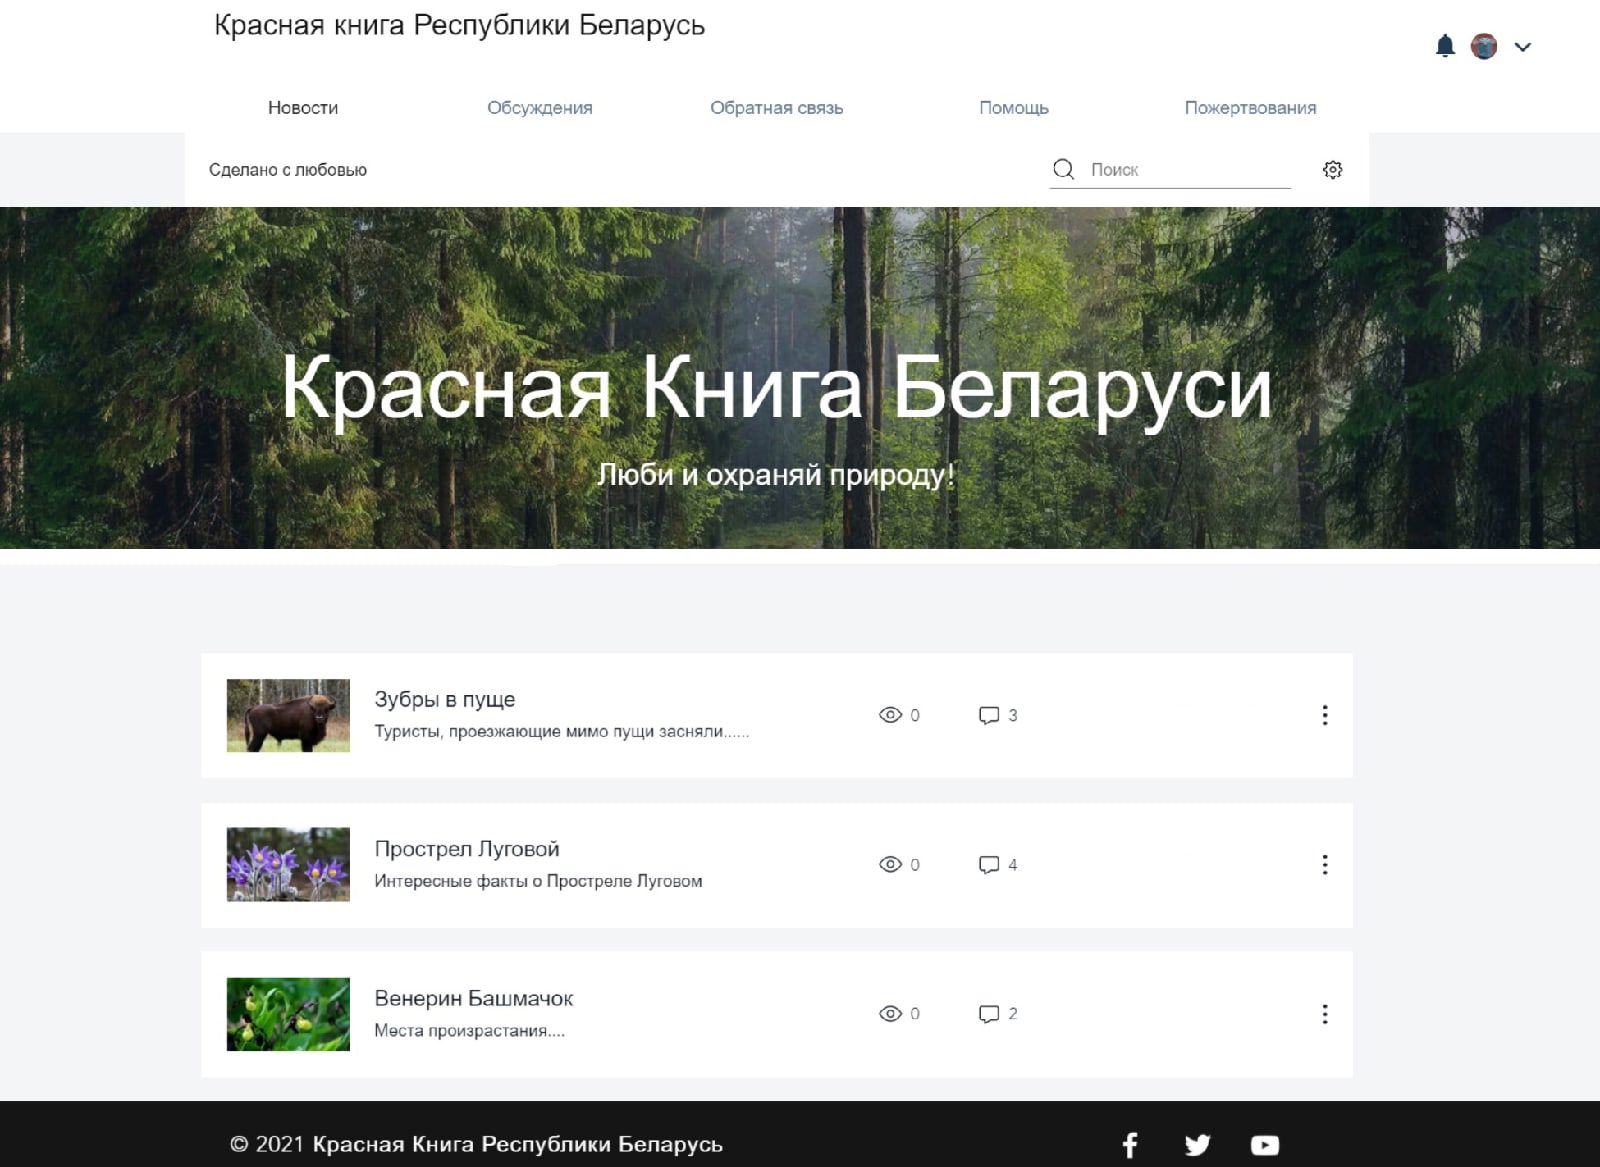 Красная книга Республики Беларусь
Новости
Обсуждения
Обратная связь
Помощь
Пожертвования
Сделано с любовью
Поиск
Красная Книга Беларуси
Люби и охраняй природу!
Зубры в пуще
Туристы, проезжающие мимо пущи засняли......
0
3
Прострел Луговой
Интересные факты о Простреле Луговом
0
4
Венерин Башмачок
Места произрастания....
0
2
© 2021 Красная Книга Республики Беларусь